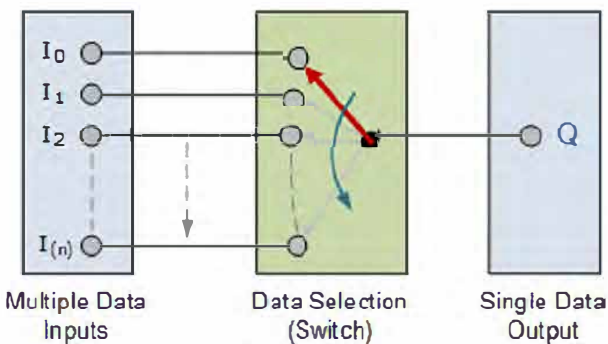 I0
I1
I2
I(n)
Q
Multiple Data
Inputs
Data Selection
(Switch)
Single Data
Output